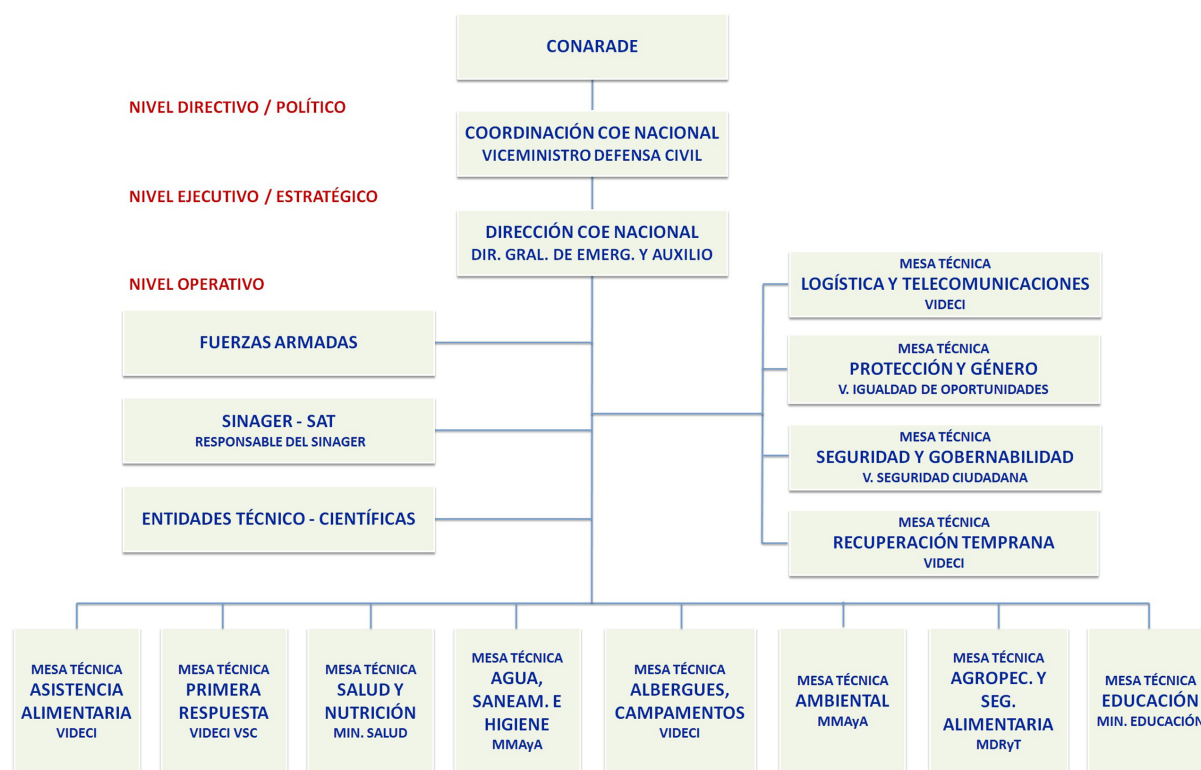 CONARADE
NIVEL DIRECTIVO / POLÍTICO
COORDINACIÓN COE NACIONAL
VICEMINISTRO DEFENSA CIVIL
NIVEL EJECUTIVO / ESTRATÉGICO
DIRECCIÓN COE NACIONAL
DIR. GRAL. DE EMERG. Y AUXILIO
NIVEL OPERATIVO
FUERZAS ARMADAS
SINAGER - SAT
RESPONSABLE DEL SINAGER
ENTIDADES TÉCNICO - CIENTÍFICAS
MESA TÉCNICA
LOGÍSTICA Y TELECOMUNICACIONES
VIDECI
MESA TÉCNICA
PROTECCIÓN Y GÉNERO
V. IGUALDAD DE OPORTUNIDADES
MESA TÉCNICA
SEGURIDAD Y GOBERNABILIDAD
V. SEGURIDAD CIUDADANA
MESA TÉCNICA
RECUPERACIÓN TEMPRANA
VIDECI
MESA TÉCNICA
ASISTENCIA
ALIMENTARIA
VIDECI
MESA TÉCNICA
PRIMERA
RESPUESTA
VIDECI VSC
MESA TÉCNICA
SALUD Y
NUTRICIÓN
MIN. SALUD
MESA TÉCNICA
AGUA,
SANEAM. E
HIGIENE
MMAyA
MESA TÉCNICA
ALBERGUES,
CAMPAMENTOS
VIDECI
MESA TÉCNICA
AMBIENTAL
MMAyA
MESA TÉCNICA
AGROPEC. Y
SEG.
ALIMENTARIA
MDRyT
MESA TÉCNICA
EDUCACIÓN
MIN. EDUCACIÓN